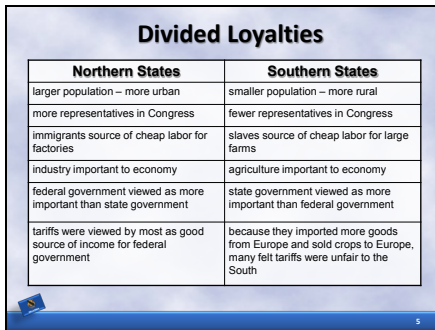 Divided Loyalties
Northern States
Southern States
larger population – more urban
smaller population – more rural
more representatives in Congress
fewer representatives in Congress
immigrants source of cheap labor for
factories
slaves source of cheap labor for large
farms
industry important to economy
agriculture important to economy
federal government viewed as more
important than state government
state government viewed as more
important than federal government
tariffs were viewed by most as good
source of income for federal
government
because they imported more goods
from Europe and sold crops to Europe,
many felt tariffs were unfair to the
South
5